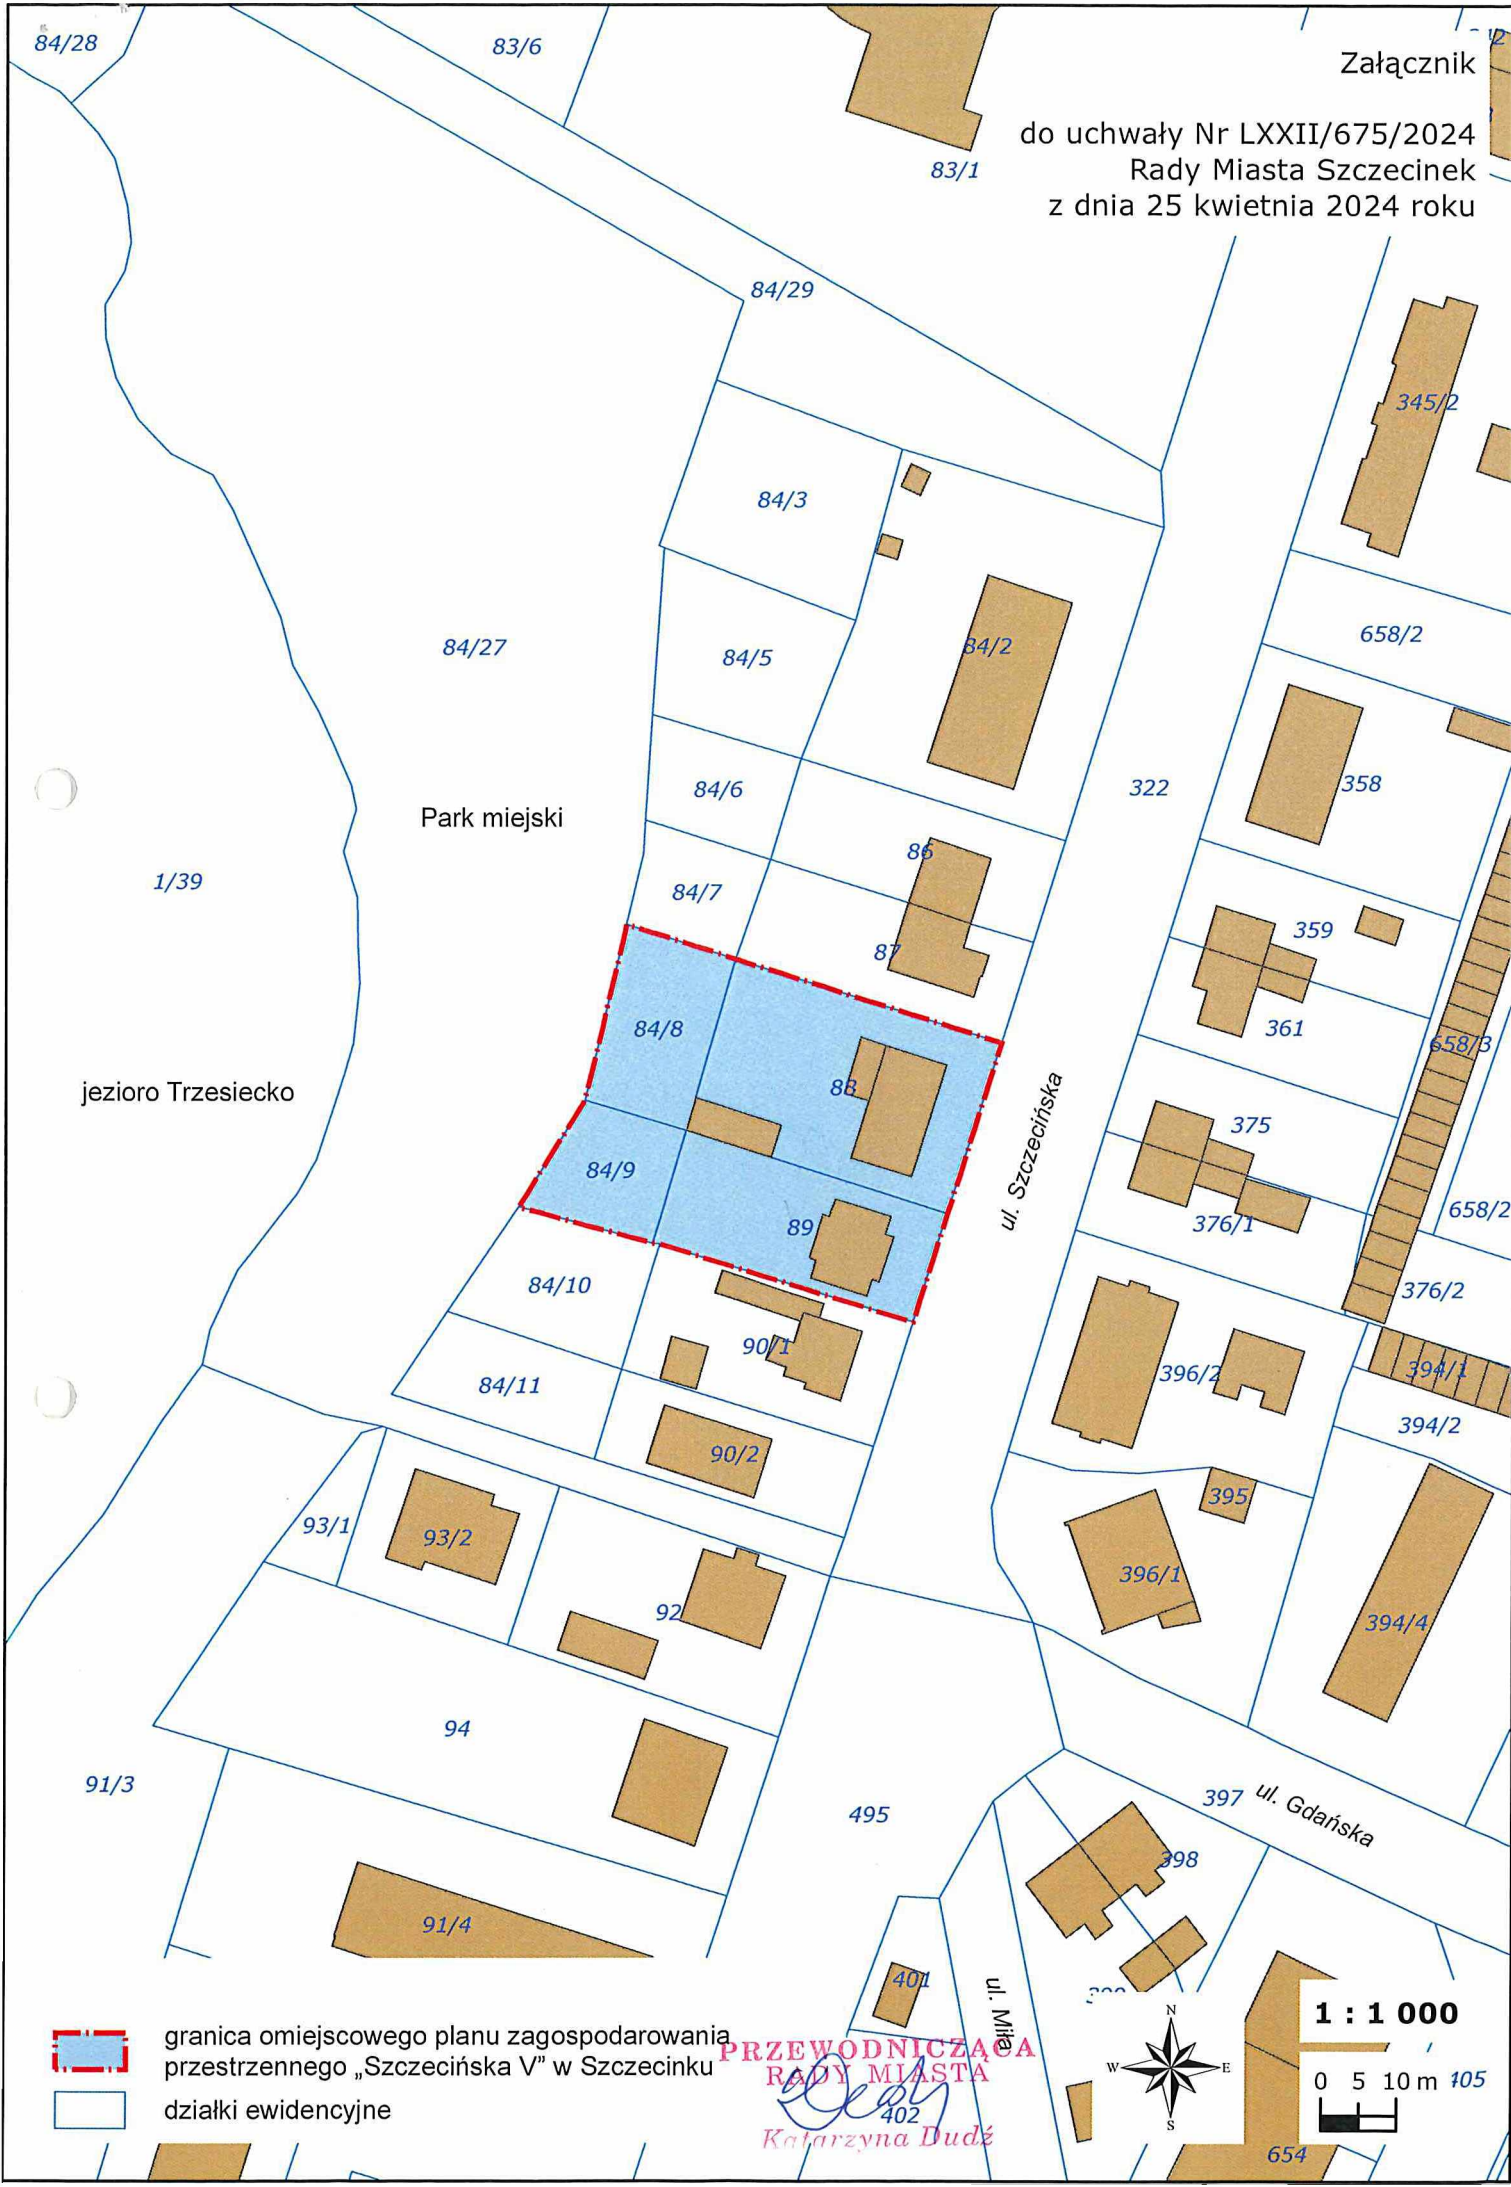 84/28
83/6
Załącznik
do uchwały Nr LXXII/675/2024
83/1
Rady Miasta Szczecinek
z dnia 25 kwietnia 2024 roku
84/29
345/2
84/3
658/2
84/27
84/5
84/2
84/6
322
358
Park miejski
86
1/39
84/7
359
87
84/8
361
658/3
88
jezioro Trzesiecko
ul. Szczecińska
375
84/9
658/2
89
376/1
84/10
376/2
90/1
396/2
394/1
84/11
394/2
90/2
395
93/1
93/2
396/1
92
394/4
94
91/3
397
ul. Gdańska
495
398
91/4
401
ul. Miła
N
W
E
S
1 : 1 000
0 5 10 m
405
granica omiejscowego planu zagospodarowania
przestrzennego „Szczecińska V” w Szczecinku
działki ewidencyjne
PRZEWODNICZĄCA
RADY MIASTA
402
Katarzyna Dudź
654